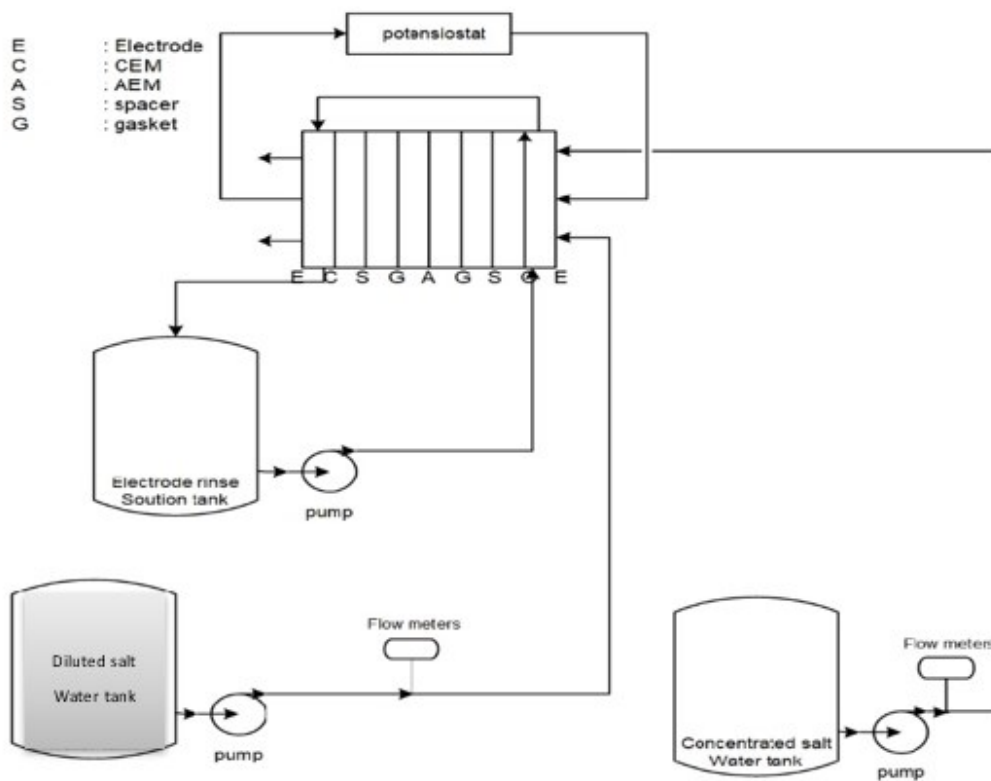 potensiostat
E : Electrode
C : CEM
A : AEM
S : spacer
G : gasket
E C S G A G S C E
Electrode rinse
Soution tank
pump
Flow meters
Diluted salt
Water tank
pump
Flow meters
Concentrated salt
Water tank
pump